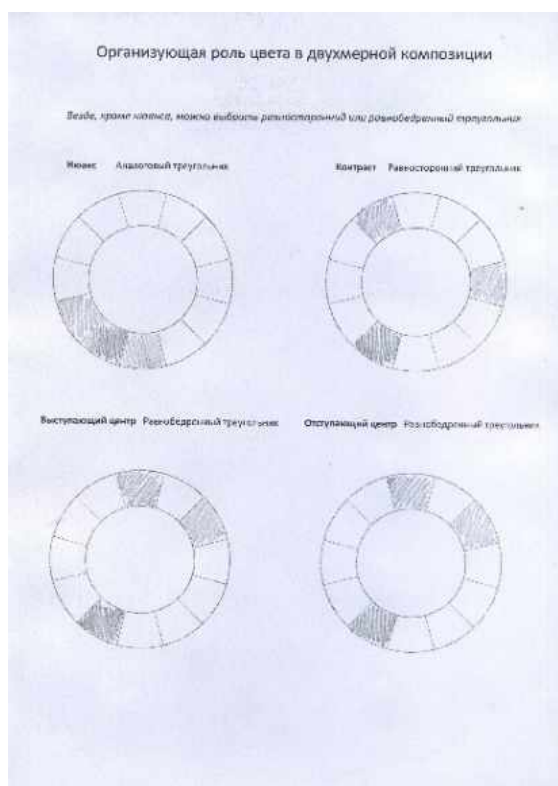 Организующая роль цвета в двухмерной композиции
Везде, кроме нюанса, можно выбрать равносторонний или равнобедренный треугольник
Нюанс Аналоговый треугольник
Контраст Равносторонний треугольник
Выступающий центр Равнобедренный треугольник
Отступающий центр Равнобедренный треугольник